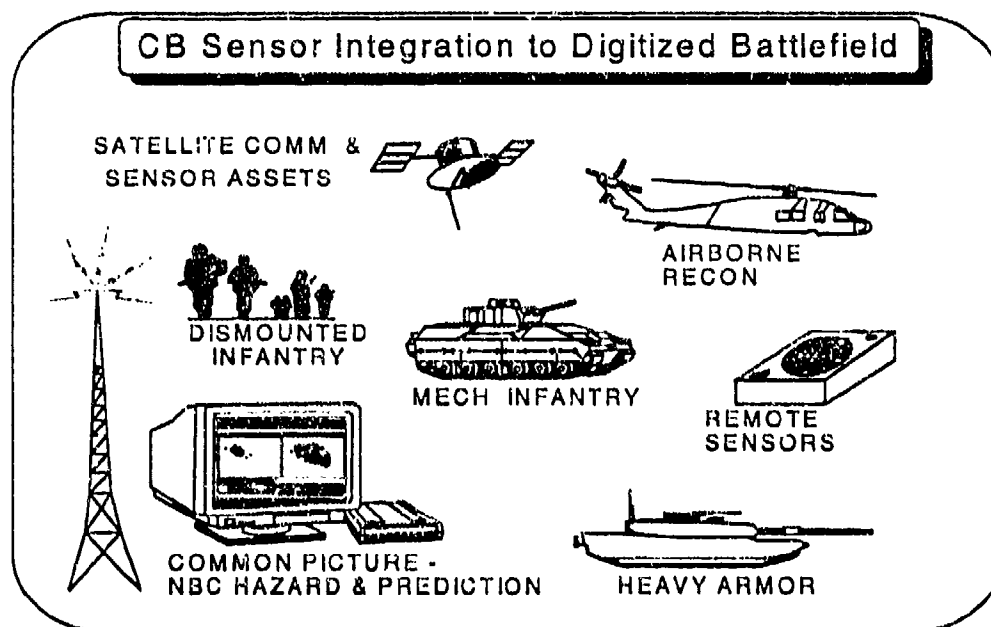 CB Sensor Integration to Digitized Battlefield
SATELLITE COMM &
SENSOR ASSETS
AIRBORNE
RECON
DISMOUNTED
INFANTRY
MECH INFANTRY
REMOTE
SENSORS
COMMON PICTURE -
NBC HAZARD & PREDICTION
HEAVY ARMOR